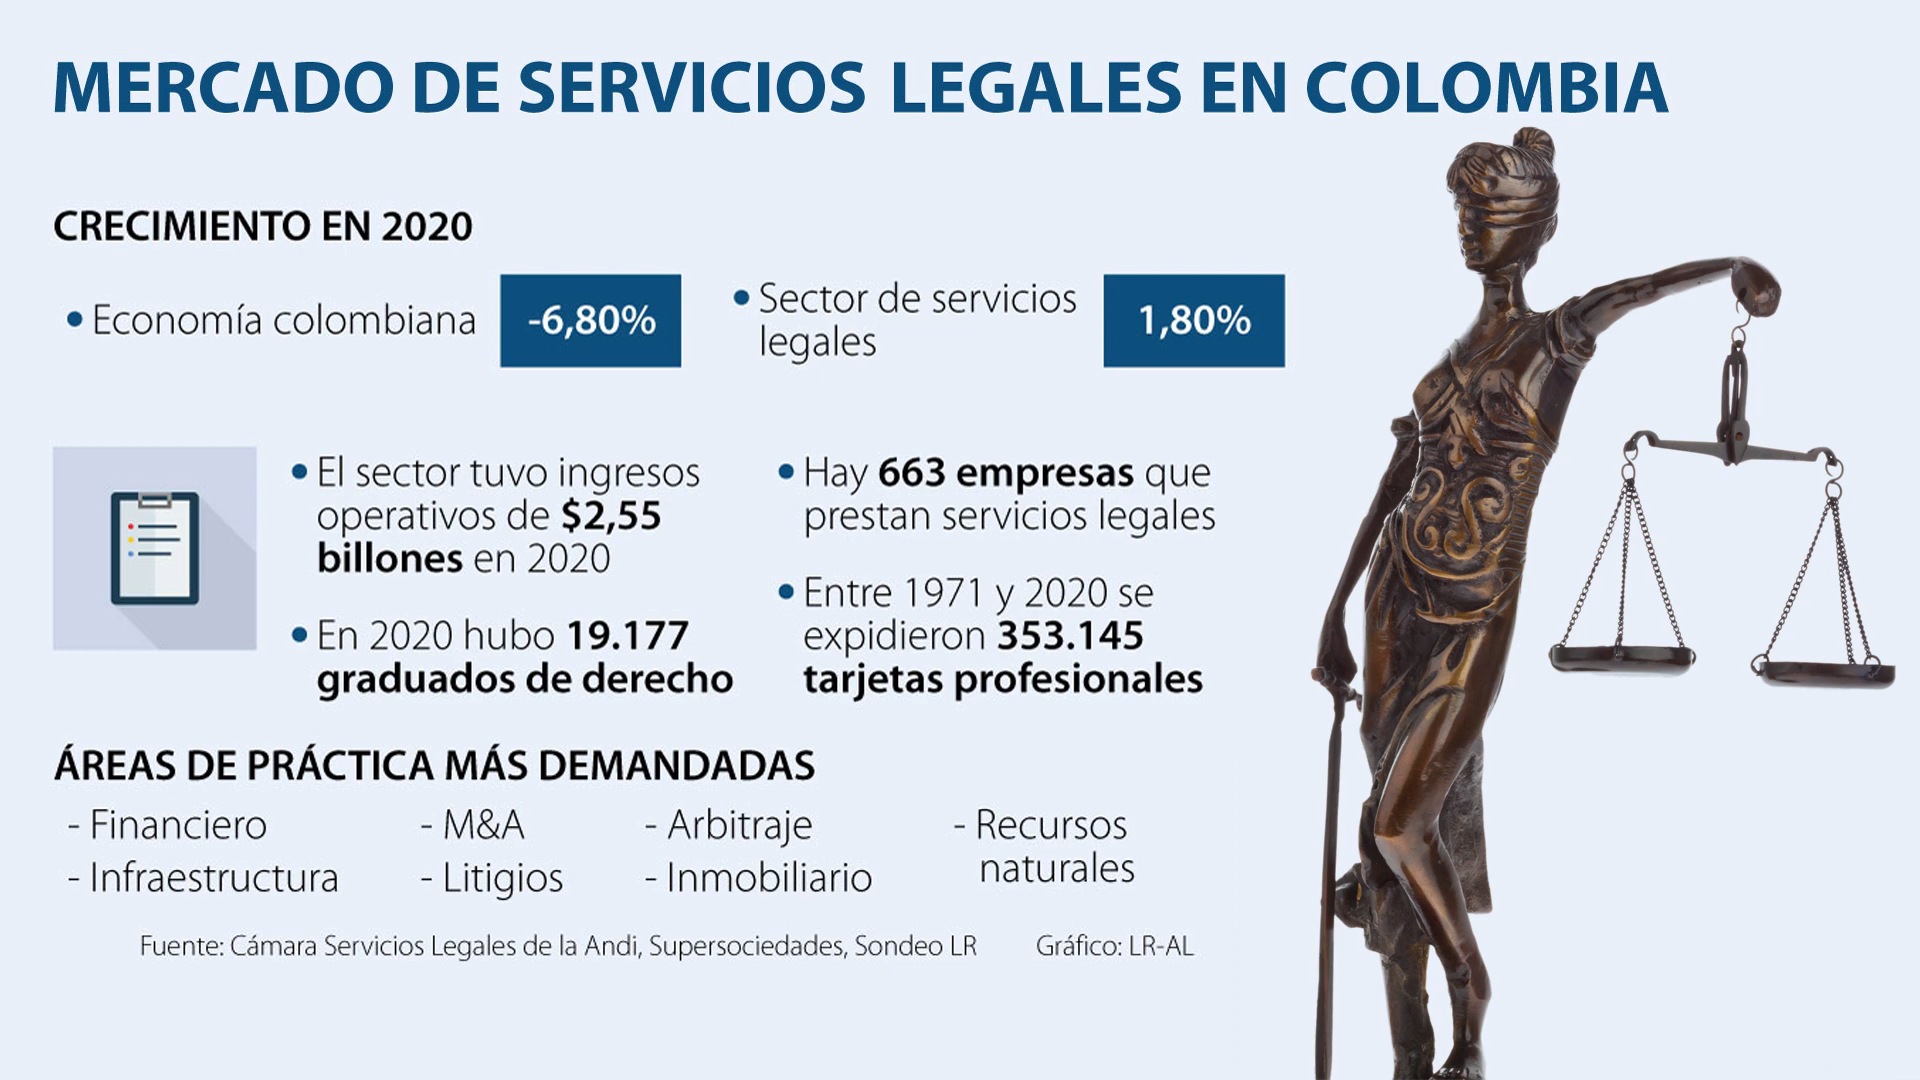 MERCADO DE SERVICIOS LEGALES EN COLOMBIA
CRECIMIENTO EN 2020
• Economía colombiana
-6,80%
• Sector de servicios
legales
1,80%
• El sector tuvo ingresos
operativos de $2,55
billones en 2020
• En 2020 hubo 19.177
graduados de derecho
• Hay 663 empresas que
prestan servicios legales
• Entre 1971 y 2020 se
expidieron 353.145
tarjetas profesionales
ÁREAS DE PRÁCTICA MÁS DEMANDADAS
- Financiero
- Infraestructura
- M&A
- Litigios
- Arbitraje
- Inmobiliario
- Recursos
naturales
Fuente: Cámara Servicios Legales de la Andi, Supersociedades, Sondeo LR
Gráfico: LR-AL